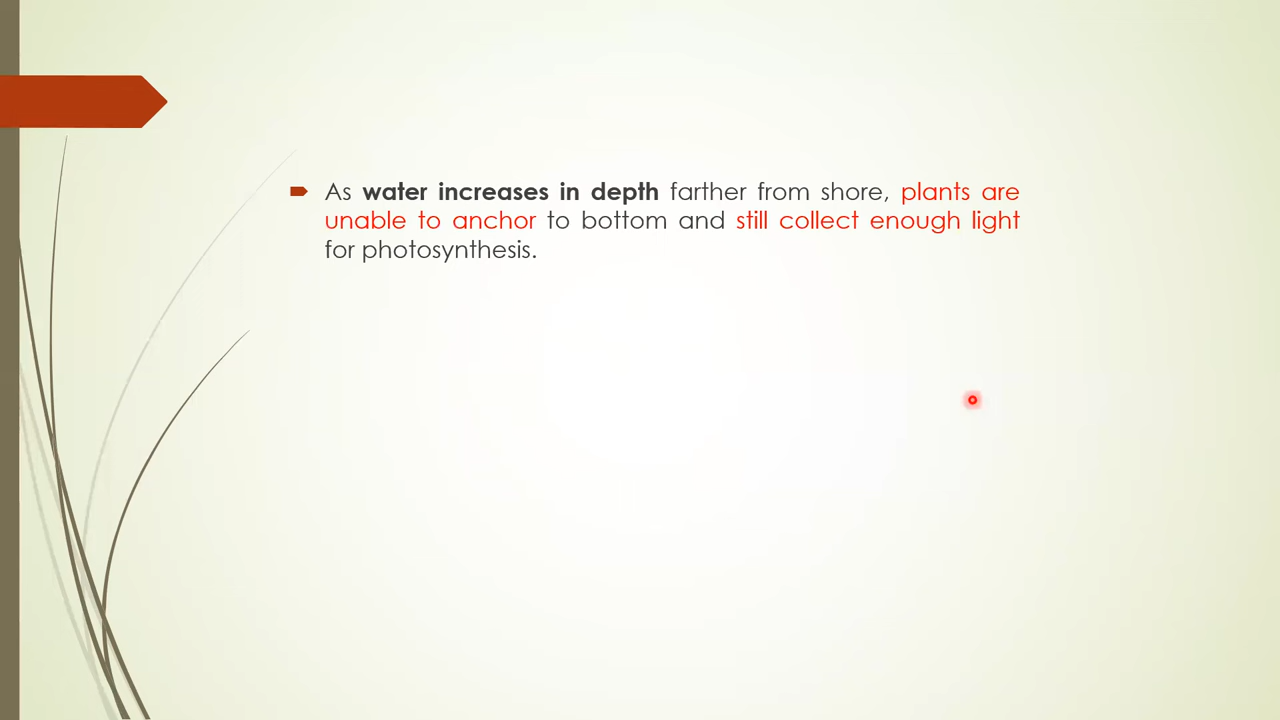 As water increases in depth farther from shore, plants are
unable to anchor to bottom and still collect enough light
for photosynthesis.